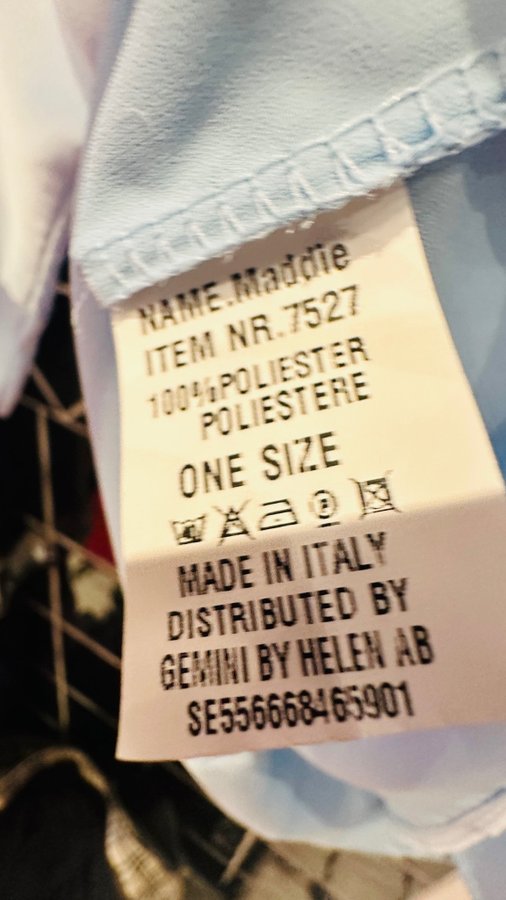 NAME.Maddie
ITEM NR.7527
100%POLIESTER
POLIESTERE
ONE SIZE
MADE IN ITALY
DISTRIBUTED BY
GEMINI BY HELEN AB
SE556668465901